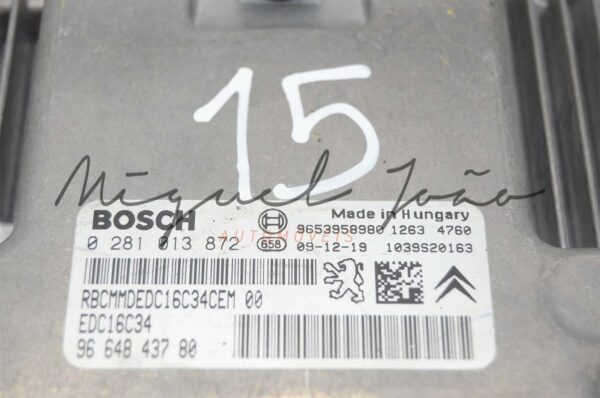 15
Miguel João
AUTOMÓVEIS
BOSCH
0 281 013 872
658
Made in Hungary
9653958980 1263 4760
09-12-19 1039S20163
RBCMMDEDC16C34CEM 00
EDC16C34
96 648 437 80